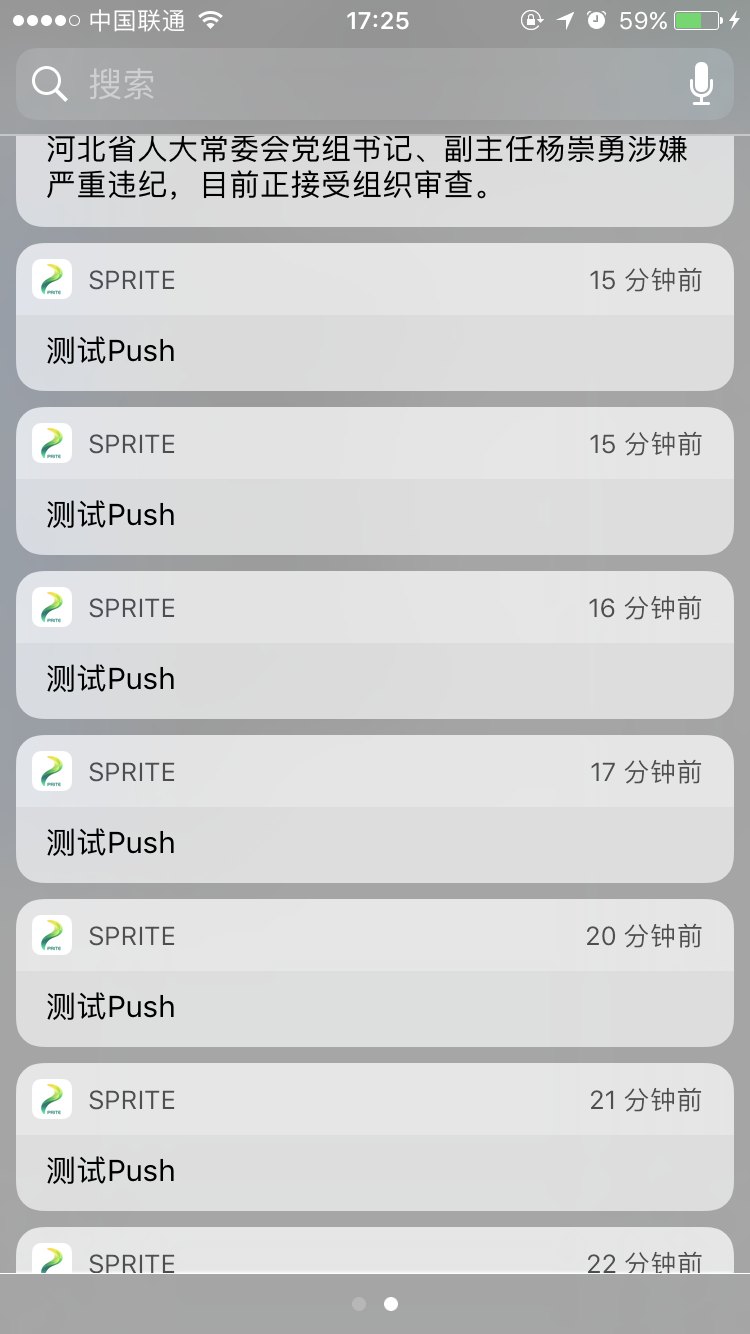 中国联通
17:25
59%
搜索
河北省人大常委会党组书记、副主任杨崇勇涉嫌
严重违纪，目前正接受组织审查。
SPRITE
15 分钟前
测试Push
SPRITE
15 分钟前
测试Push
SPRITE
16 分钟前
测试Push
SPRITE
17 分钟前
测试Push
SPRITE
20 分钟前
测试Push
SPRITE
21 分钟前
测试Push
SPRITE
22 分钟前